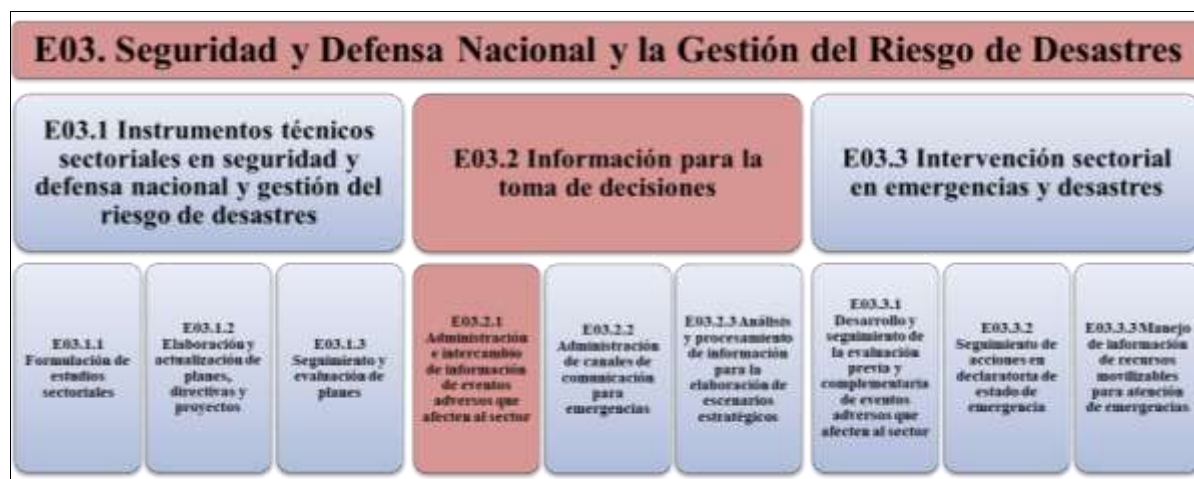 E03. Seguridad y Defensa Nacional y la Gestión del Riesgo de Desastres
E03.1 Instrumentos técnicos
sectoriales en seguridad y
defensa nacional y gestión del
riesgo de desastres
E03.2 Información para la
toma de decisiones
E03.3 Intervención sectorial
en emergencias y desastres
E03.1.1
Formulación de
estudios
sectoriales
E03.1.2
Elaboración y
actualización de
planes,
directivas y
proyectos
E03.1.3
Seguimiento y
evaluación de
planes
E03.2.1
Administración
e intercambio
de información
de eventos
adversos que
afecten al sector
E03.2.2
Administración
de canales de
comunicación
para
emergencias
E03.2.3 Análisis
y procesamiento
de información
para la
elaboración de
escenarios
estratégicos
E03.3.1
Desarrollo y
seguimiento de
la evaluación
previa y
complementaria
de eventos
adversos que
afecten al sector
E03.3.2
Seguimiento de
acciones en
declaratoria de
estado de
emergencia
E03.3.3 Manejo
de información
de recursos
movilizables
para atención
de emergencias